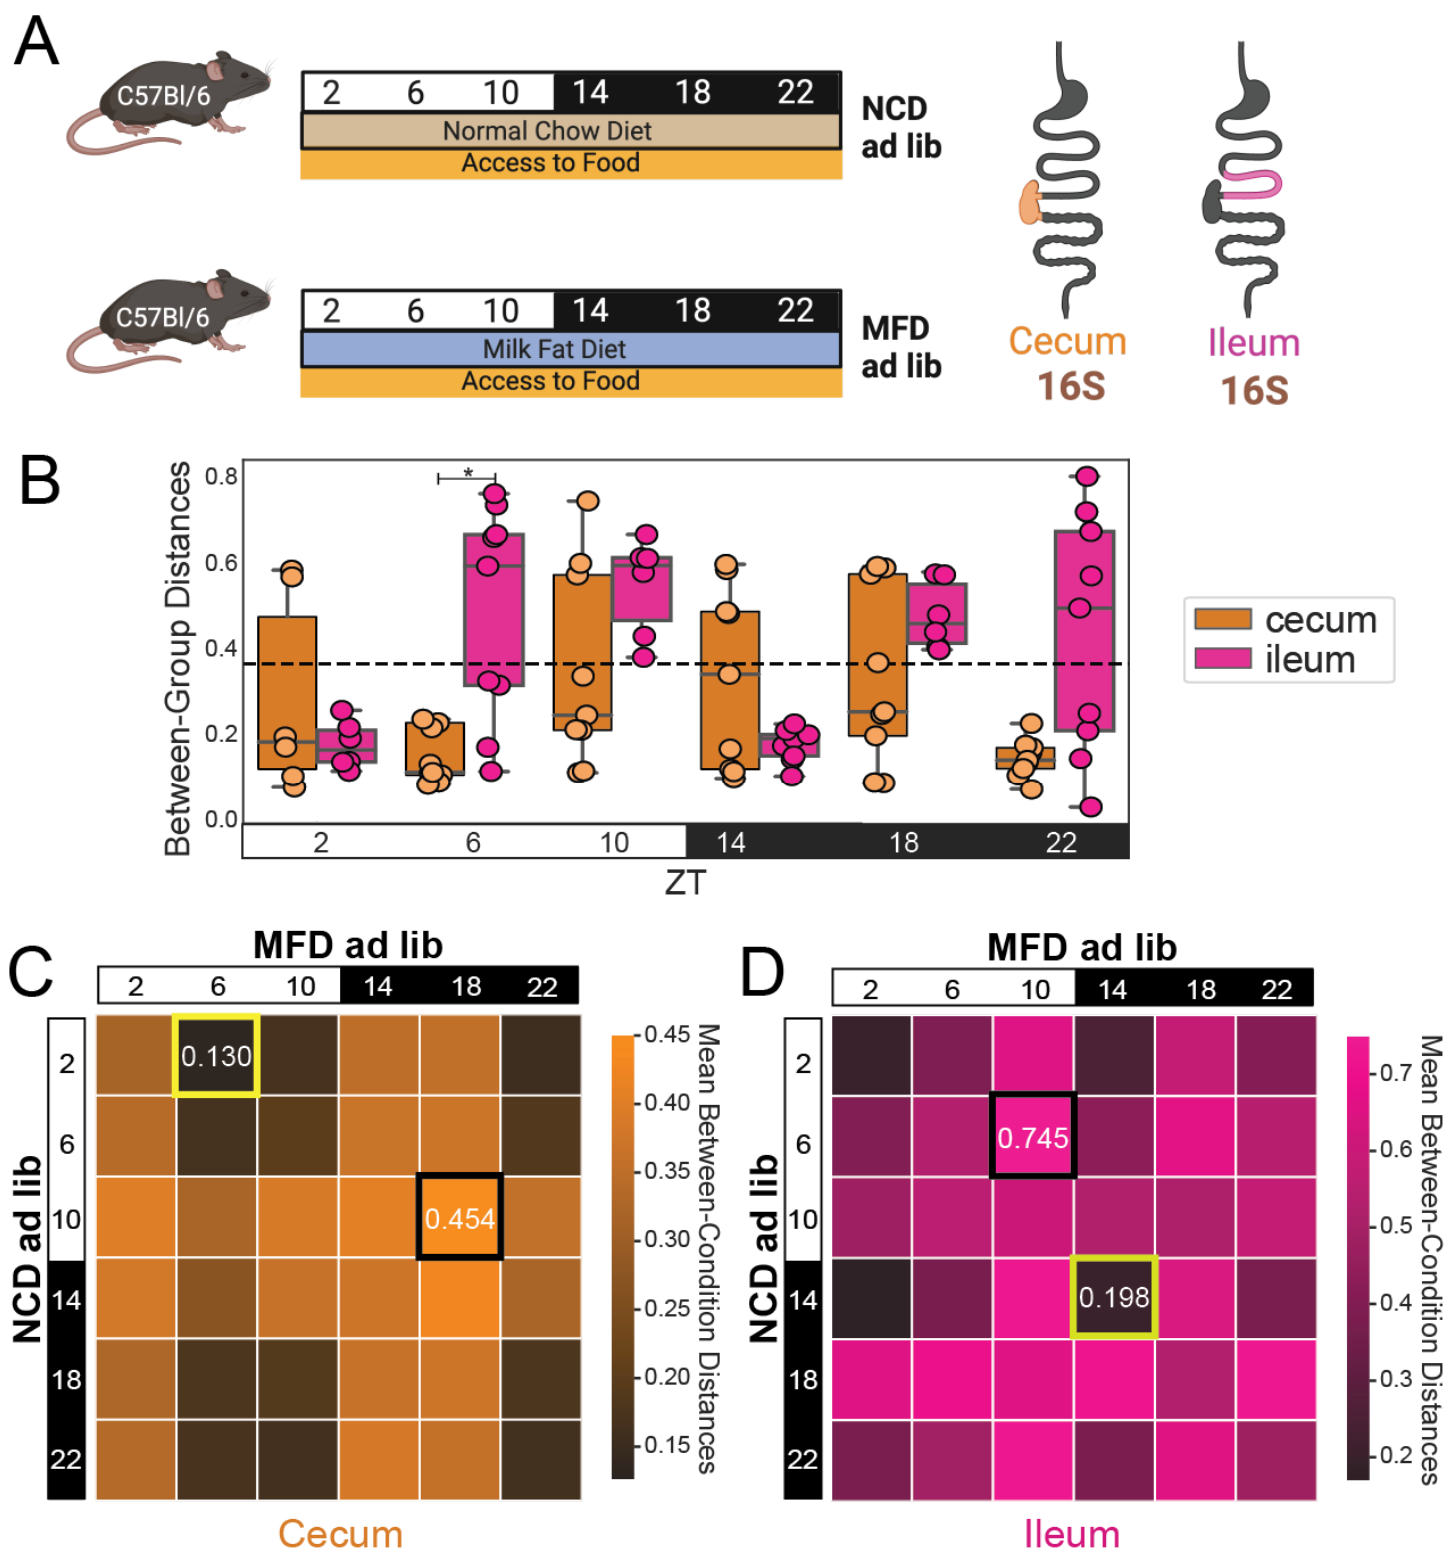 A
C57Bl/6
2 6 10 14 18 22
Normal Chow Diet
Access to Food
NCD
ad lib
C57Bl/6
2 6 10 14 18 22
Milk Fat Diet
Access to Food
MFD
ad lib
Cecum
16S
Ileum
16S
B
Between-Group Distances
0.8
0.6
0.4
0.2
0.0
*
2 6 10 14 18 22
ZT
cecum
ileum
C
MFD ad lib
2 6 10 14 18 22
NCD ad lib
2
6
10
14
18
22
0.130
0.454
0.45
0.40
0.35
0.30
0.25
0.20
0.15
Mean Between-Condition Distances
Cecum
D
MFD ad lib
2 6 10 14 18 22
NCD ad lib
2
6
10
14
18
22
0.745
0.198
0.7
0.6
0.5
0.4
0.3
0.2
Mean Between-Condition Distances
Ileum